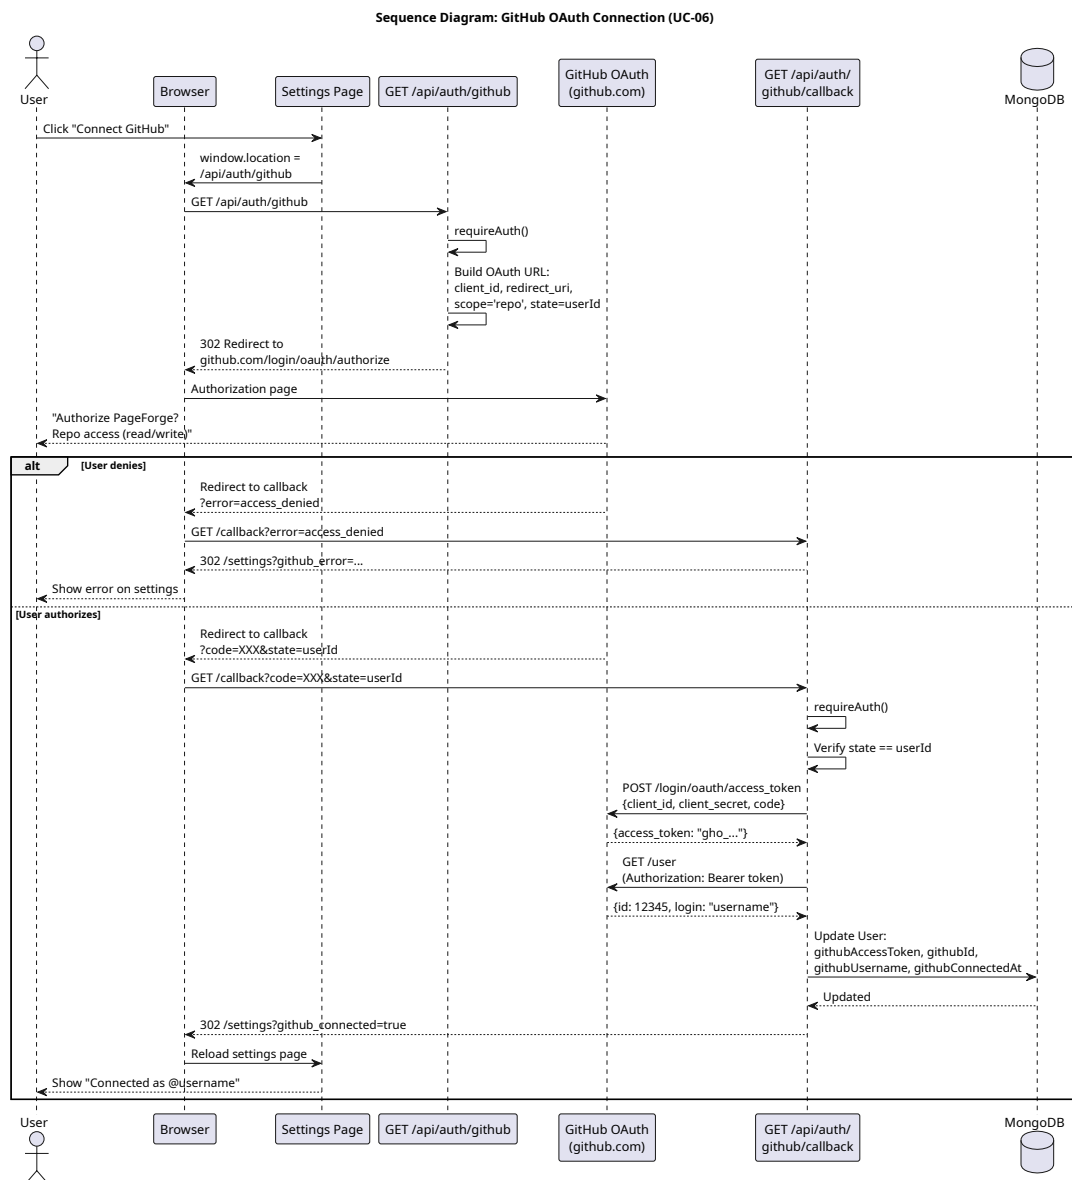 Sequence Diagram: GitHub OAuth Connection (UC-06)
User
Browser
Settings Page
GET /api/auth/github
GitHub OAuth
(github.com)
GET /api/auth/
github/callback
MongoDB
Click "Connect GitHub"
window.location =
/api/auth/github
GET /api/auth/github
requireAuth()
Build OAuth URL:
client_id, redirect_uri,
scope='repo', state=userId
302 Redirect to
github.com/login/oauth/authorize
Authorization page
"Authorize PageForge?
Repo access (read/write)"
alt
[User denies]
Redirect to callback
?error=access_denied
GET /callback?error=access_denied
302 /settings?github_error=...
Show error on settings
[User authorizes]
Redirect to callback
?code=XXX&state=userId
GET /callback?code=XXX&state=userId
requireAuth()
Verify state == userId
POST /login/oauth/access_token
{client_id, client_secret, code}
{access_token: "gho_..."}
GET /user
(Authorization: Bearer token)
{id: 12345, login: "username"}
Update User:
githubAccessToken, githubId,
githubUsername, githubConnectedAt
Updated
302 /settings?github_connected=true
Reload settings page
Show "Connected as @username"
User
Browser
Settings Page
GET /api/auth/github
GitHub OAuth
(github.com)
GET /api/auth/
github/callback
MongoDB